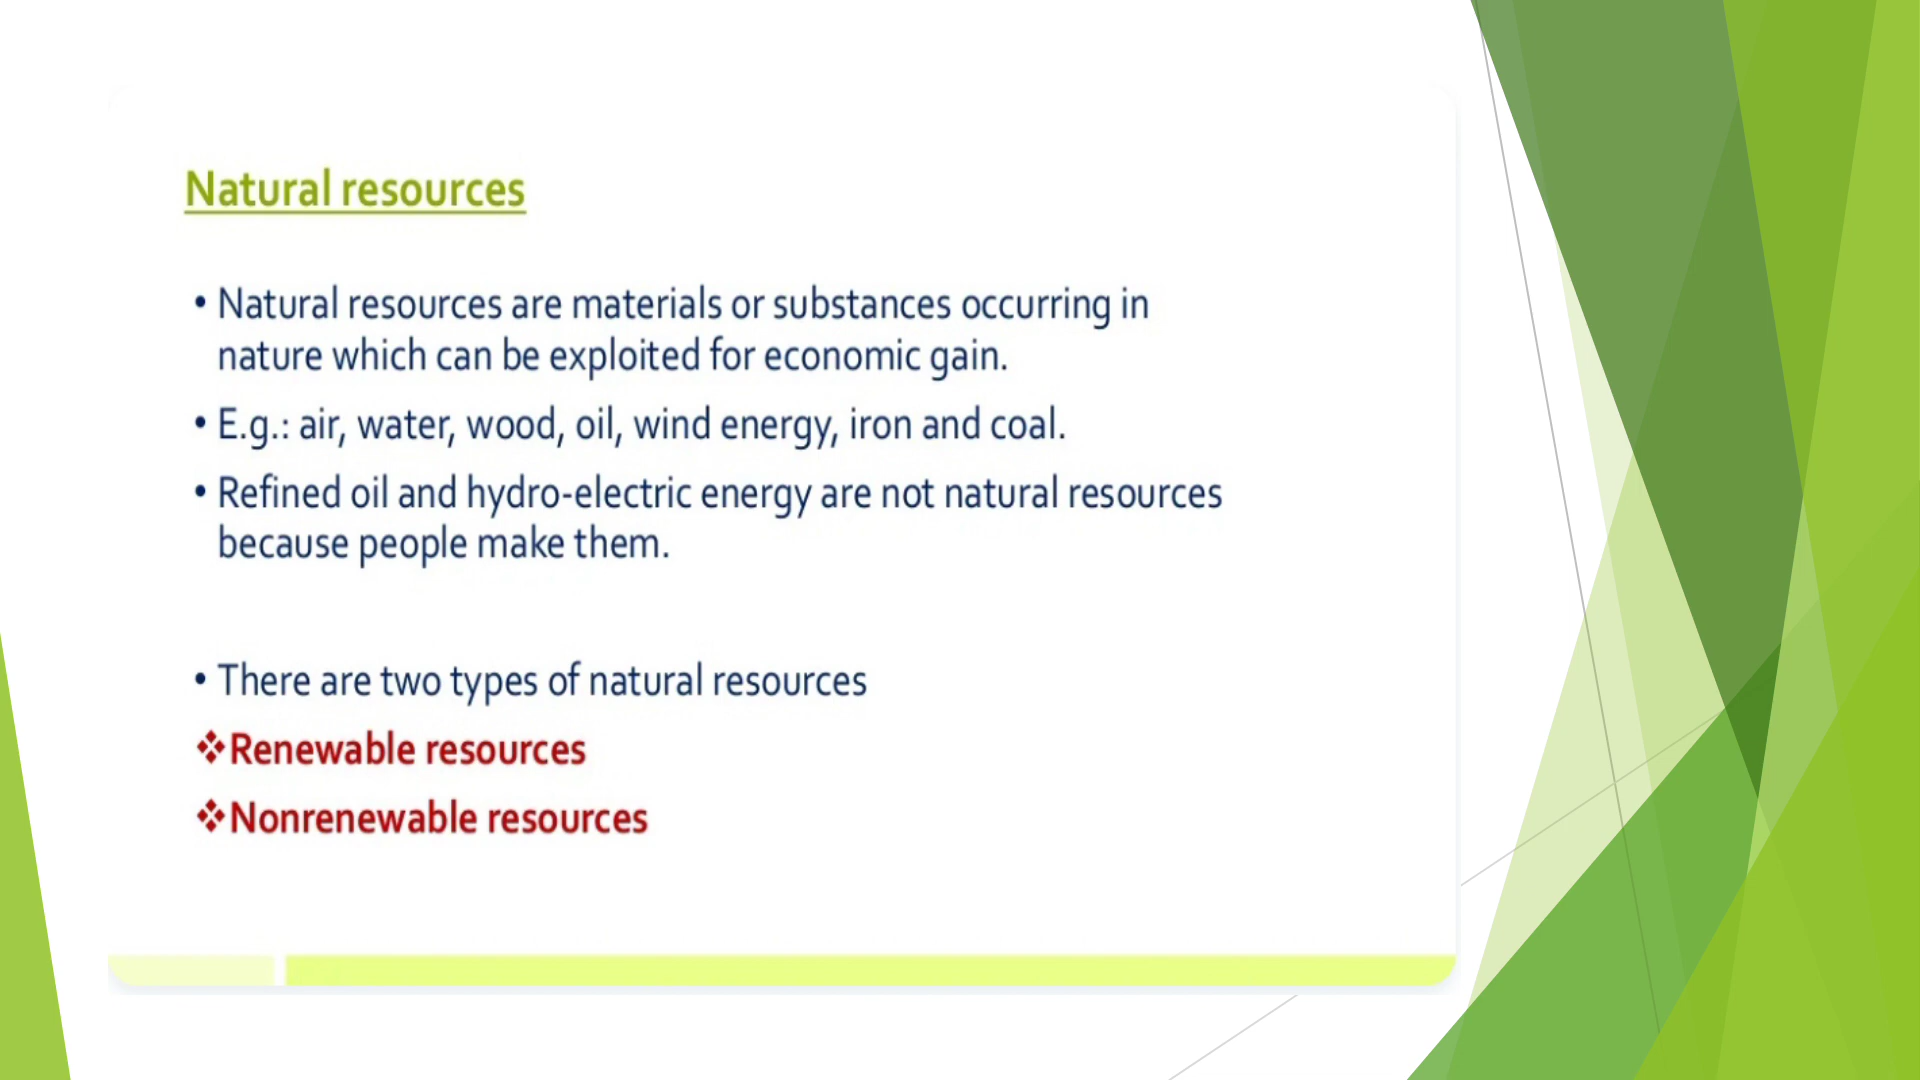 Natural resources
• Natural resources are materials or substances occurring in
nature which can be exploited for economic gain.
• E.g.: air, water, wood, oil, wind energy, iron and coal.
• Refined oil and hydro-electric energy are not natural resources
because people make them.
• There are two types of natural resources
❖Renewable resources
❖Nonrenewable resources